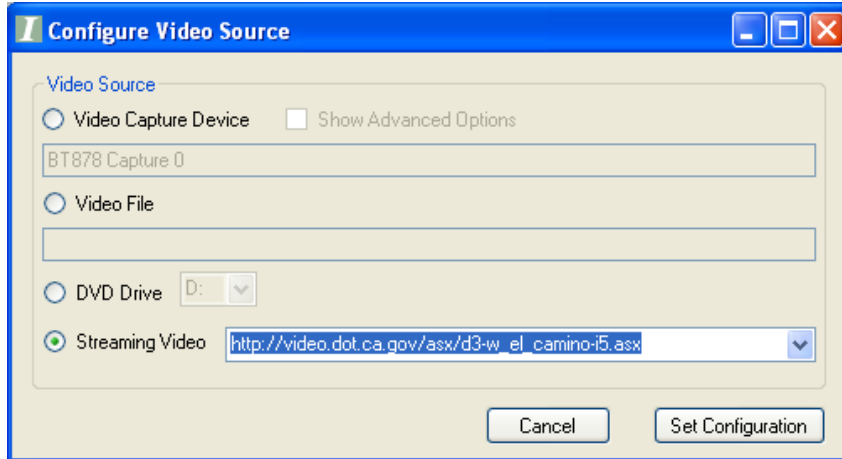 Configure Video Source
Video Source
Video Capture Device Show Advanced Options
BT878 Capture 0
Video File
DVD Drive D:
Streaming Video http://video.dot.ca.gov/asx/d3-w_el_camino-i5.asx
Cancel Set Configuration